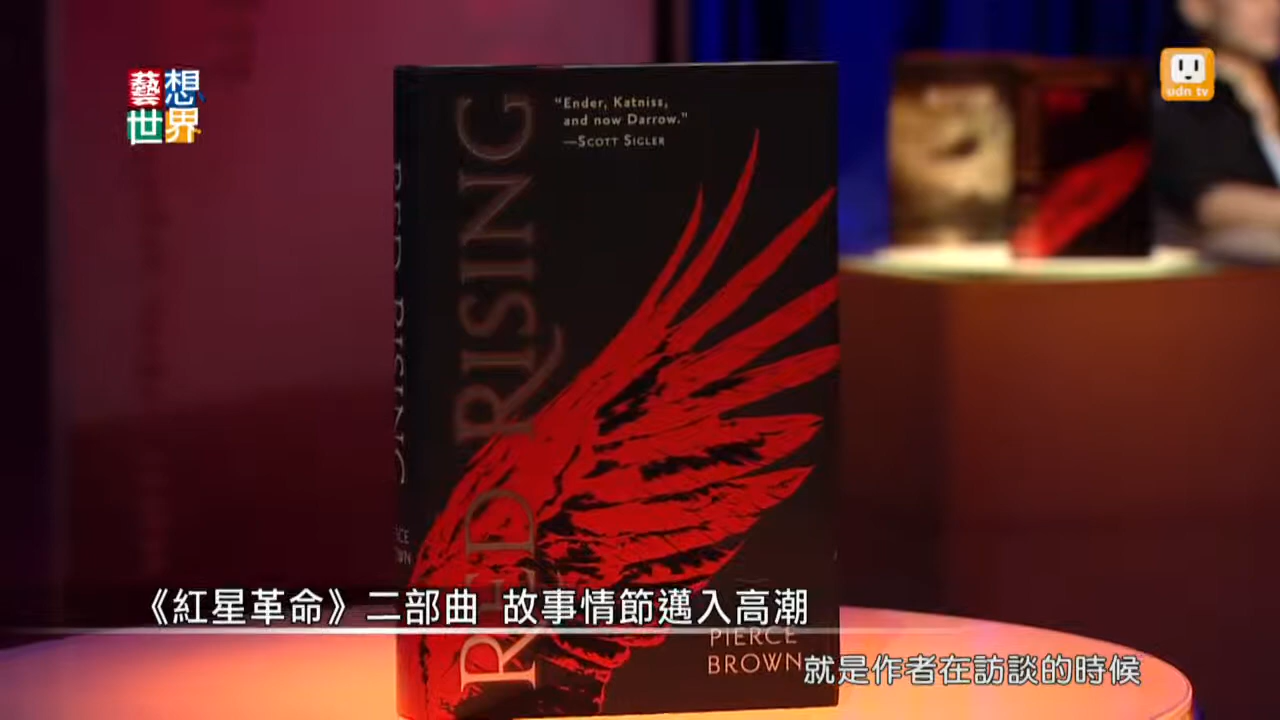 藝想
世界
udn tv
"Ender, Katniss,
and now Darrow."
—SCOTT SIGLER
RED RISING
RED RISING
PIERCE
BROWN
《紅星革命》二部曲 故事情節邁入高潮
就是作者在訪談的時候